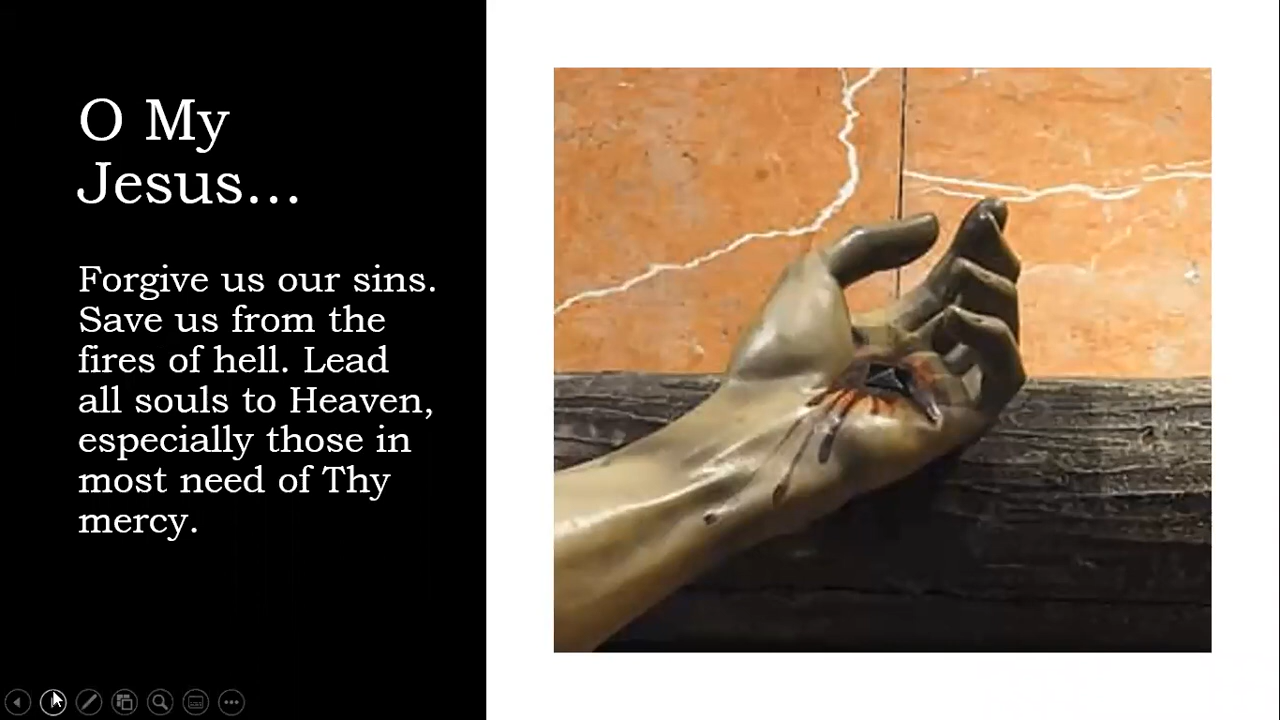 O My
Jesus...
Forgive us our sins.
Save us from the
fires of hell. Lead
all souls to Heaven,
especially those in
most need of Thy
mercy.